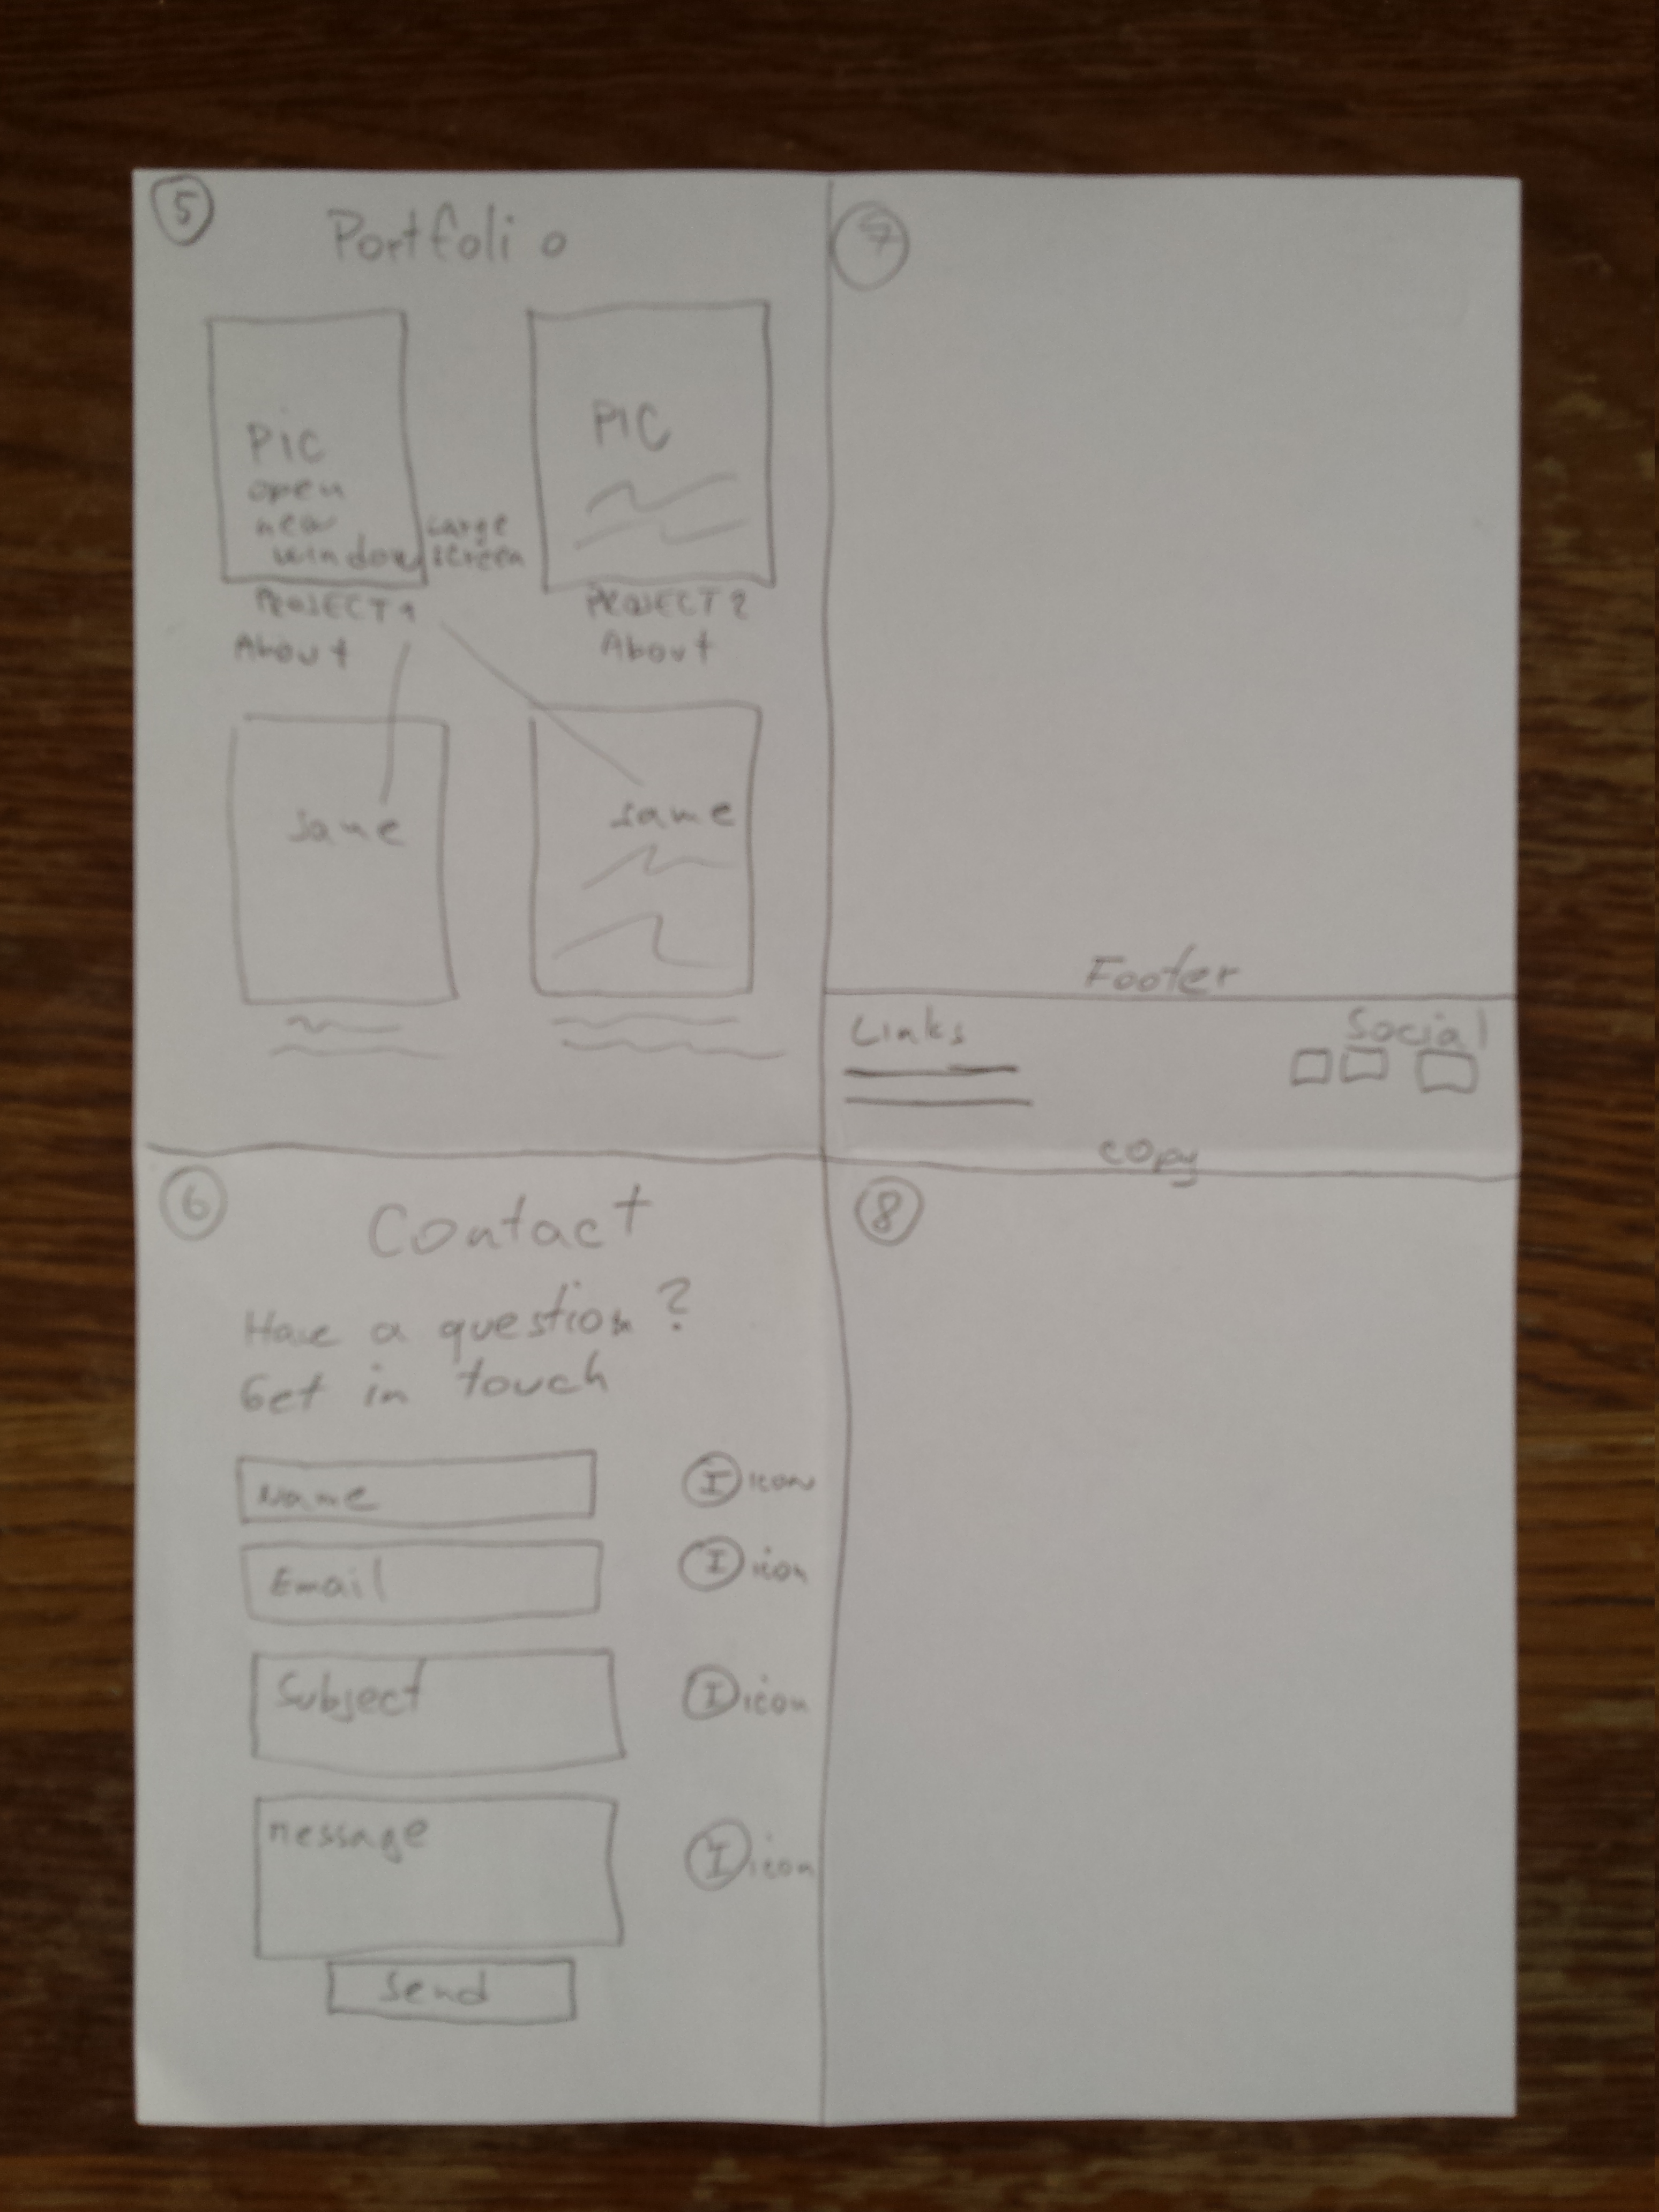 5
Portfolio
PIC
open
new
window
Large
screen
PROJECT 1
About
PIC
PROJECT 2
About
same
same
6
Contact
Have a question?
Get in touch
Name
I icon
Email
I icon
Subject
I icon
message
I icon
Send
7
Footer
Links
Social
copy
8